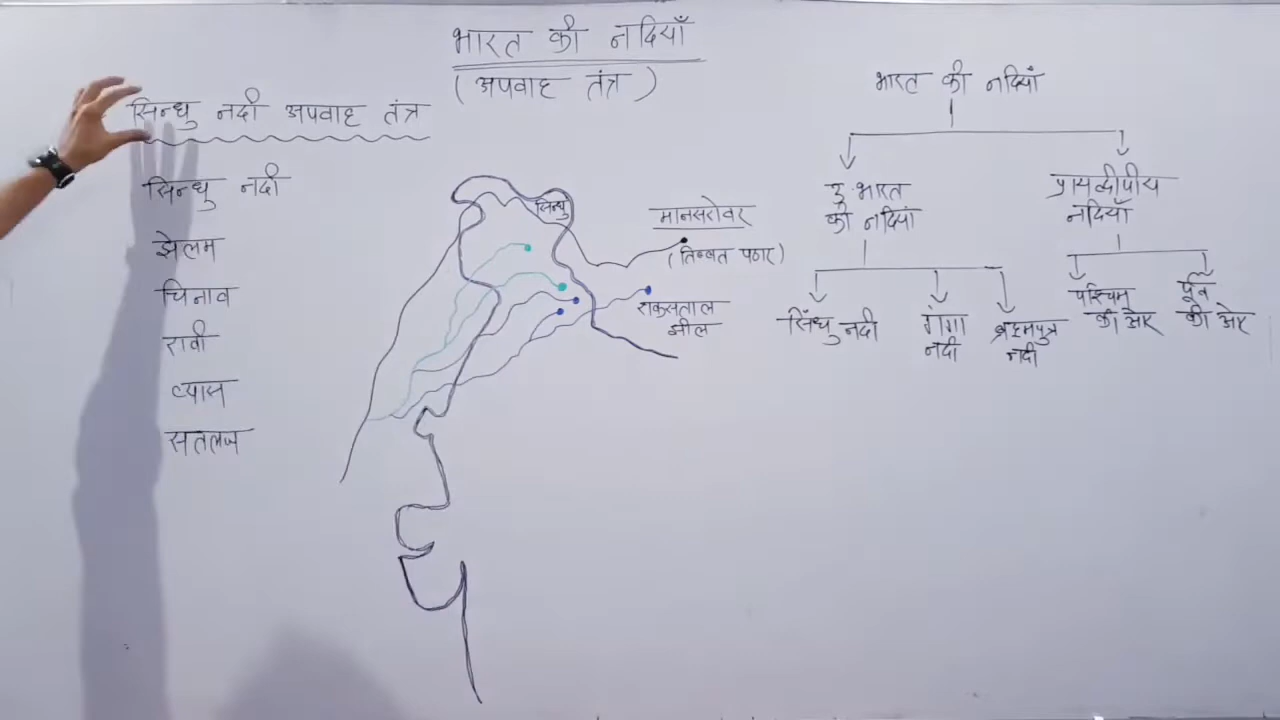 भारत की नदियाँ
(अपवाह तंत्र)
सिन्धु नदी अपवाह तंत्र
सिन्धु नदी
झेलम
चिनाव
रावी
व्यास
सतलज
सिन्धु
मानसरोवर
(तिब्बत पठार)
राकसताल
झील
भारत की नदियाँ
उ. भारत
की नदियां
प्रायद्वीपीय
नदियाँ
सिंधु नदी
गंगा
नदी
ब्रह्मपुत्र
नदी
पश्चिम
की ओर
पूर्व
की ओर